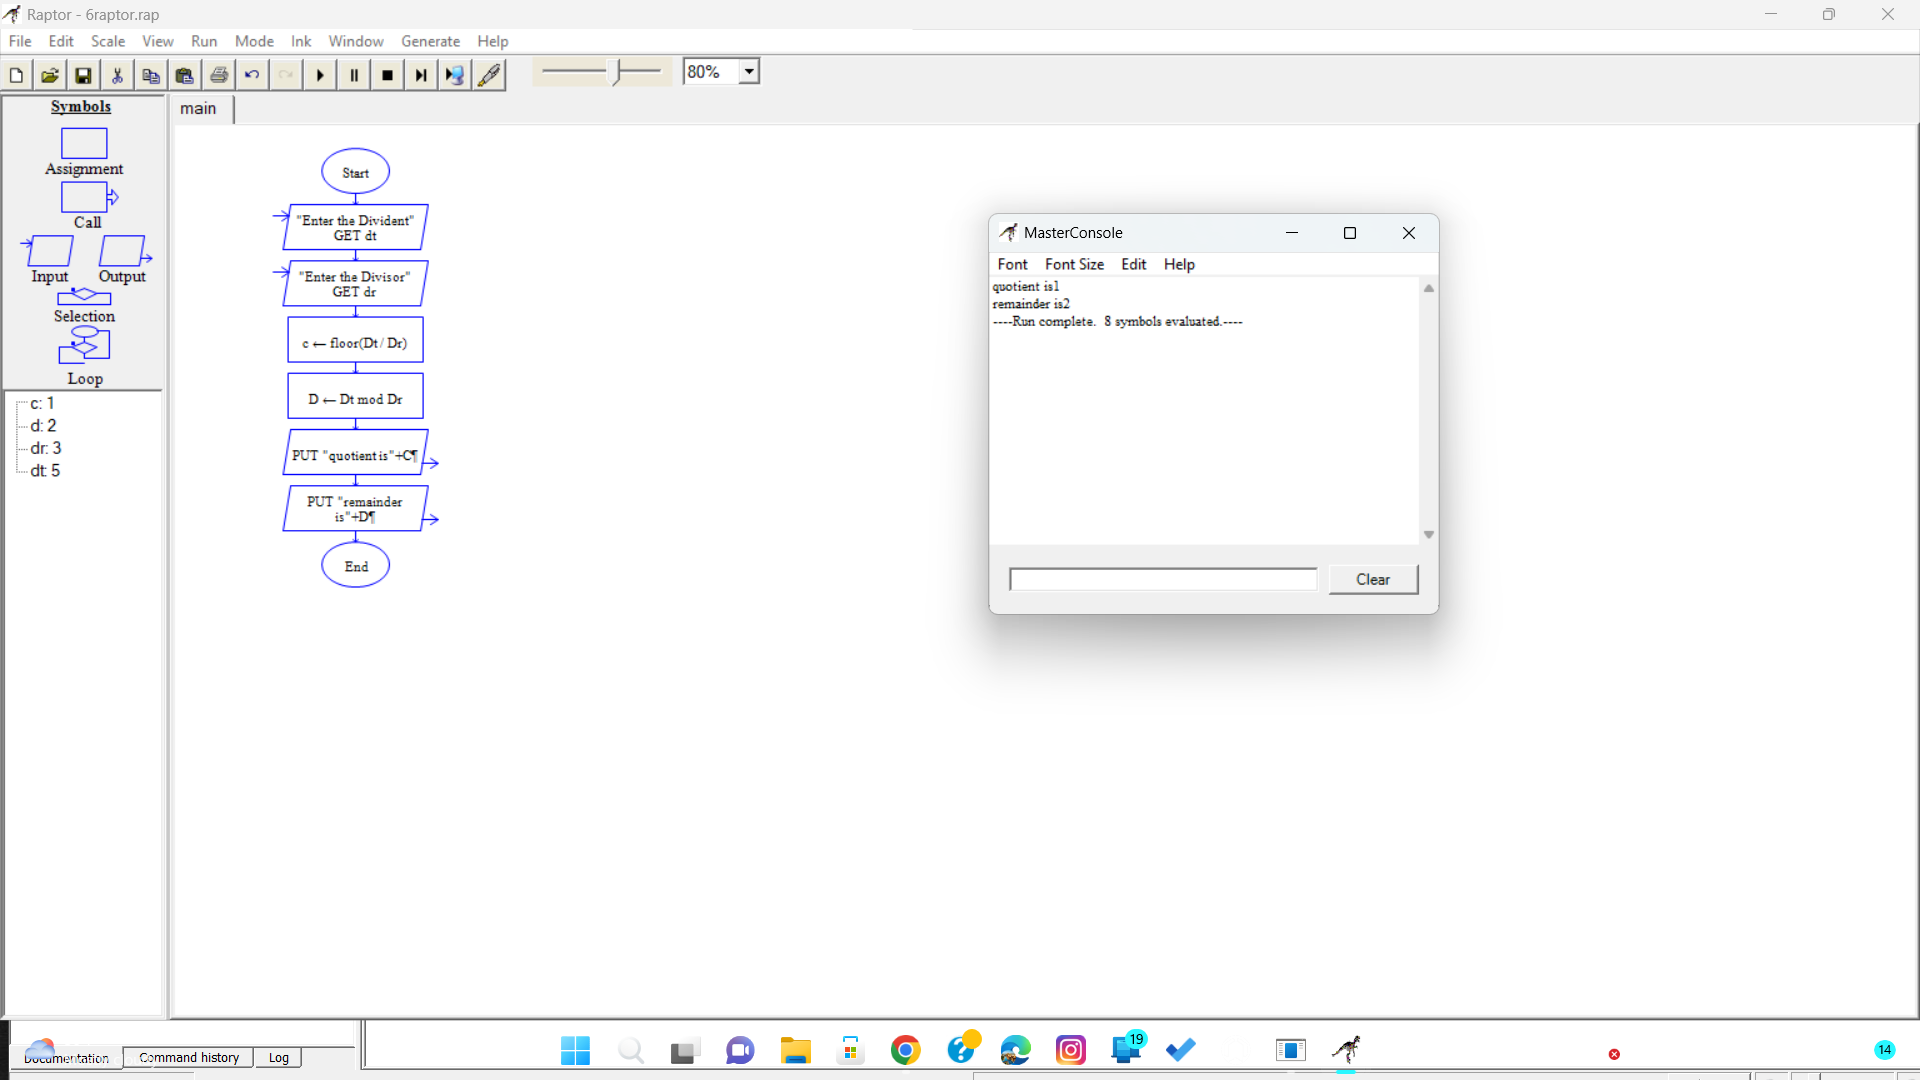 Raptor - 6raptor.rap
File Edit Scale View Run Mode Ink Window Generate Help
80%
Symbols
main
Assignment
Call
Input Output
Selection
Loop
c: 1
d: 2
dr: 3
dt: 5
Start
"Enter the Divident"
GET dt
"Enter the Divisor"
GET dr
c ← floor(Dt / Dr)
D ← Dt mod Dr
PUT "quotient is"+C¶
PUT "remainder
is"+D¶
End
MasterConsole
Font Font Size Edit Help
quotient is1
remainder is2
----Run complete. 8 symbols evaluated.----
Clear
Documentation Command history Log
19
14